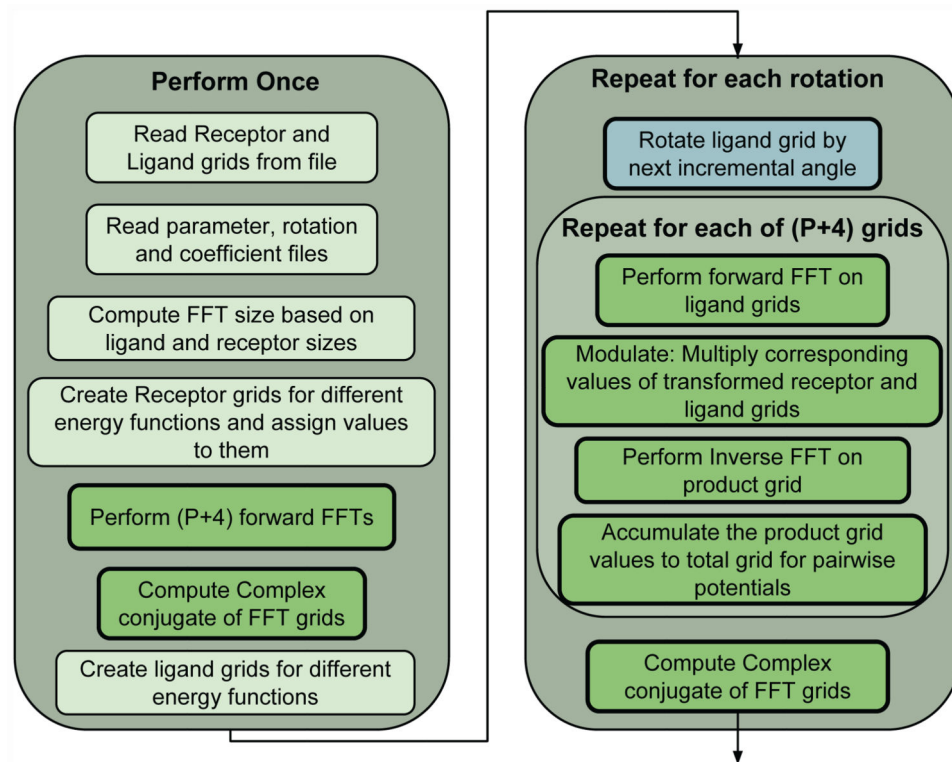 Perform Once
Read Receptor and
Ligand grids from file
Read parameter, rotation
and coefficient files
Compute FFT size based on
ligand and receptor sizes
Create Receptor grids for different
energy functions and assign values
to them
Perform (P+4) forward FFTs
Compute Complex
conjugate of FFT grids
Create ligand grids for different
energy functions
Repeat for each rotation
Rotate ligand grid by
next incremental angle
Repeat for each of (P+4) grids
Perform forward FFT on
ligand grids
Modulate: Multiply corresponding
values of transformed receptor and
ligand grids
Perform Inverse FFT on
product grid
Accumulate the product grid
values to total grid for pairwise
potentials
Compute Complex
conjugate of FFT grids